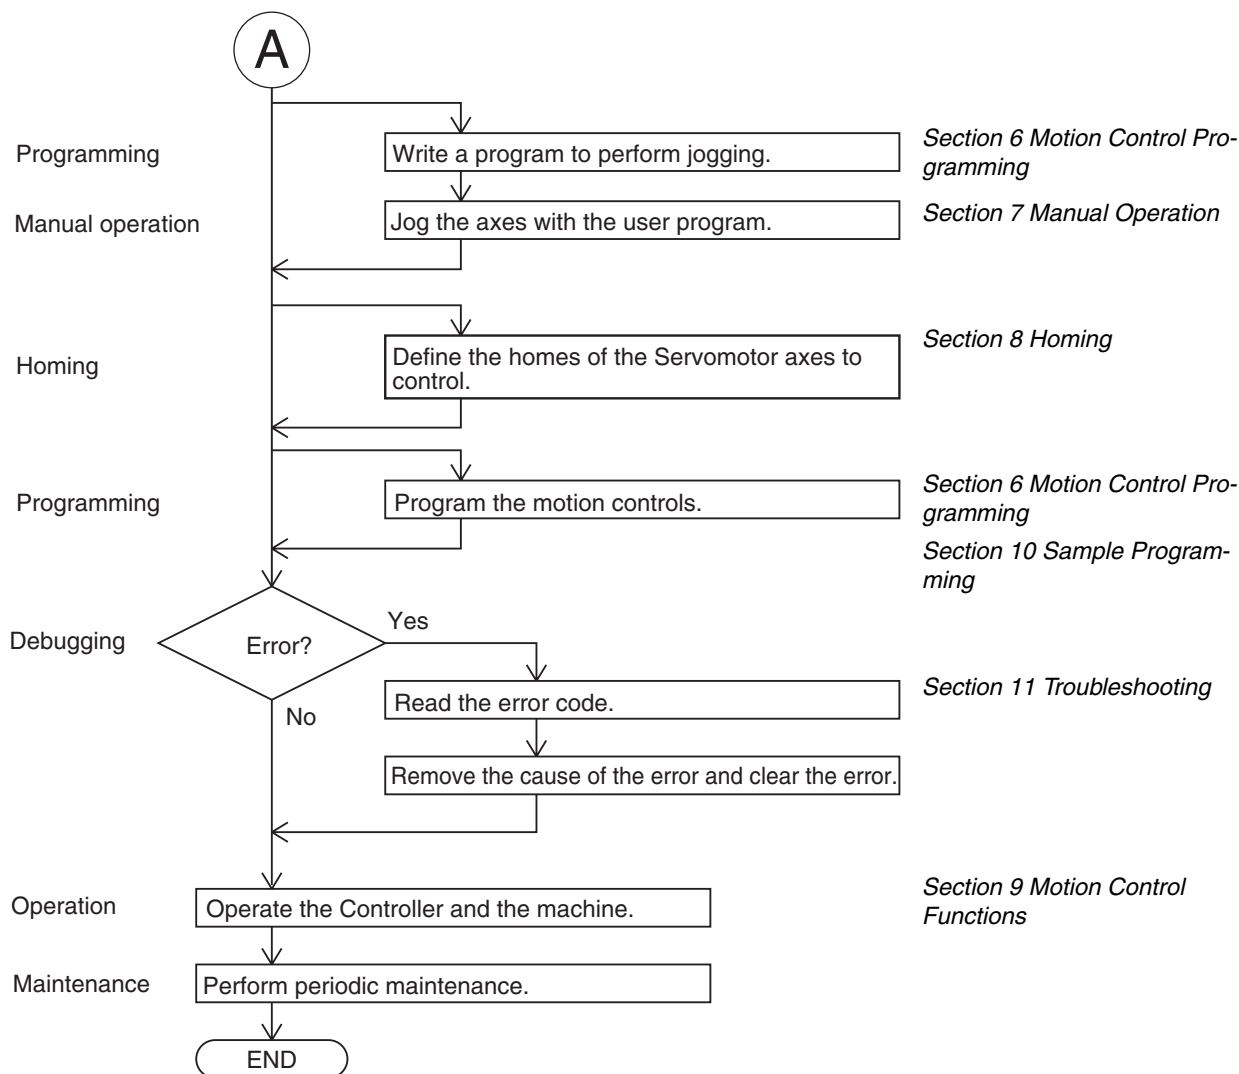 A
Programming
Write a program to perform jogging.
Section 6 Motion Control Pro-
gramming
Manual operation
Jog the axes with the user program.
Section 7 Manual Operation
Homing
Define the homes of the Servomotor axes to
control.
Section 8 Homing
Programming
Program the motion controls.
Section 6 Motion Control Pro-
gramming
Section 10 Sample Program-
ming
Debugging
Error?
Yes
No
Read the error code.
Section 11 Troubleshooting
Remove the cause of the error and clear the error.
Operation
Operate the Controller and the machine.
Section 9 Motion Control
Functions
Maintenance
Perform periodic maintenance.
END